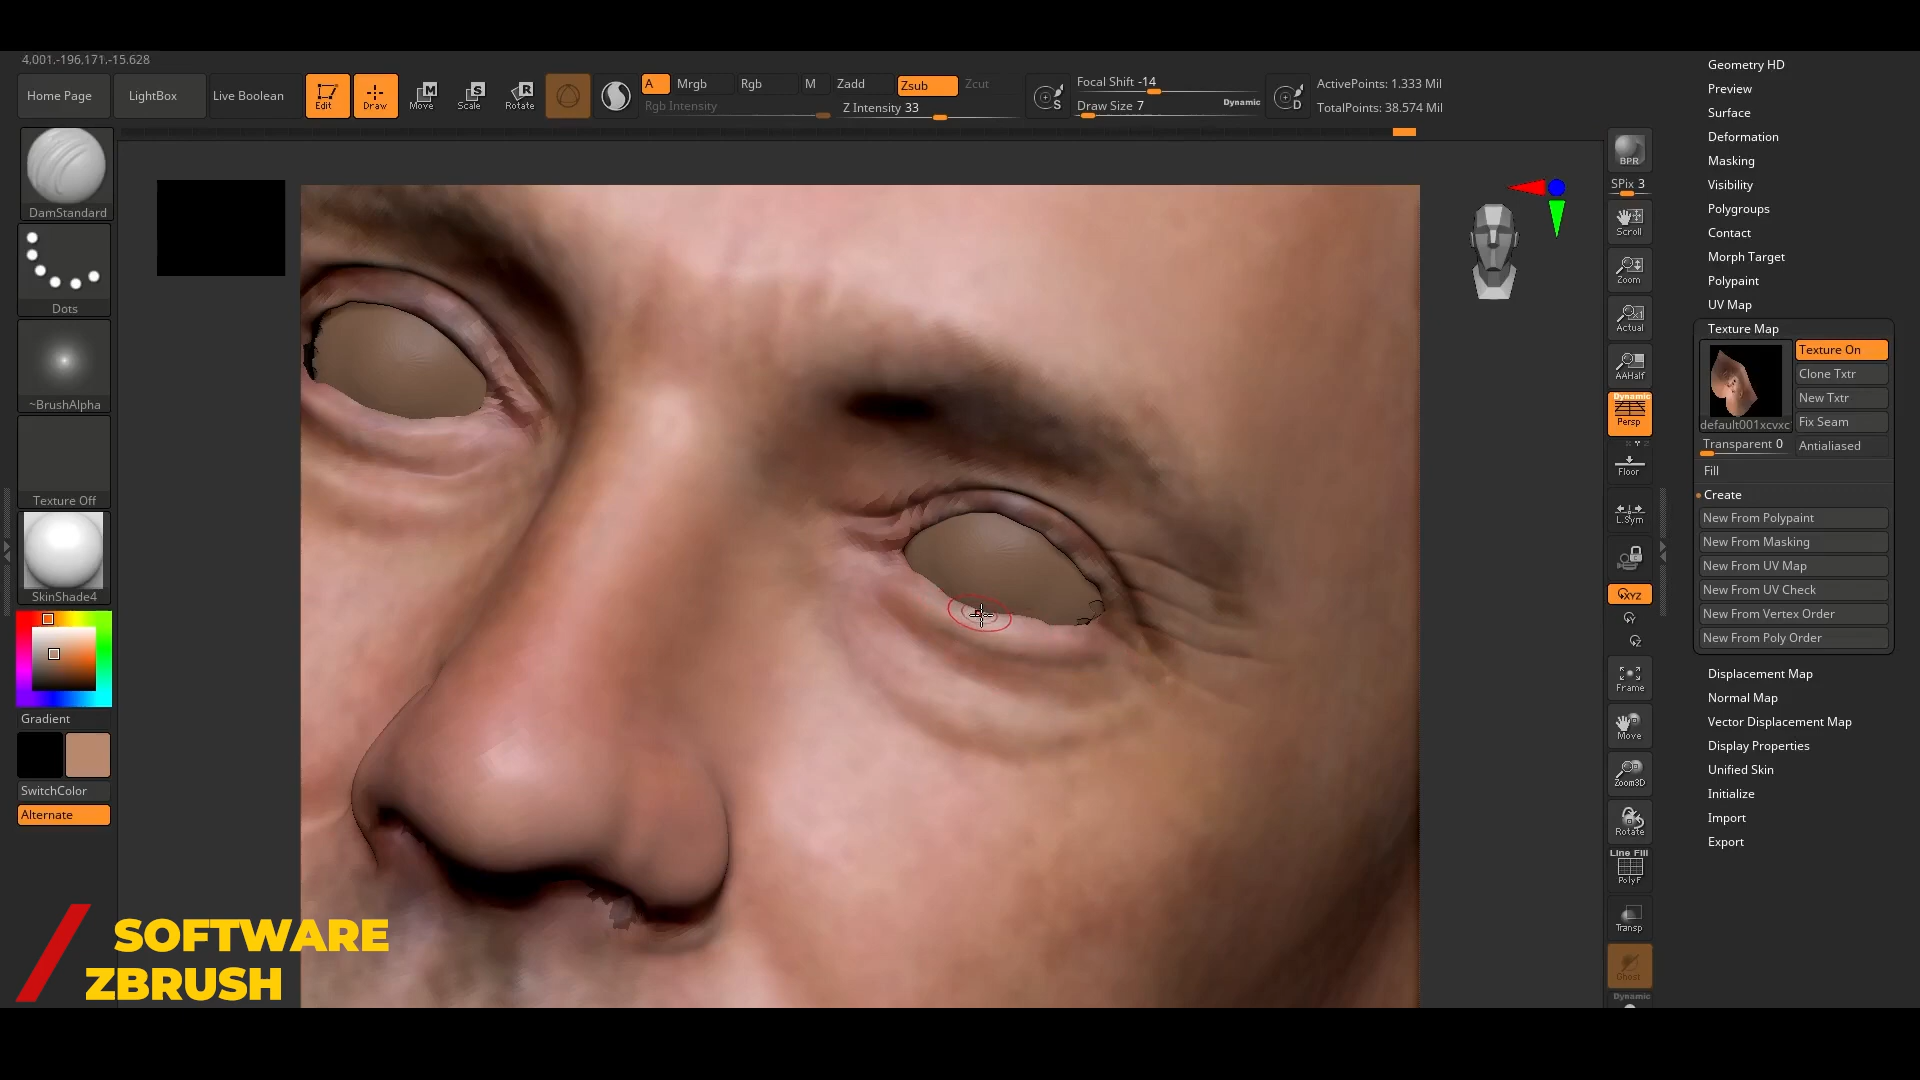 4,001.-196,171,-15.628
Home Page
LightBox
Live Boolean
Edit
Draw
Move
Scale
Rotate
A
Mrgb
Rgb
M
Zadd
Zsub
Zcut
Rgb Intensity
Z Intensity 33
Focal Shift -14
Draw Size 7
Dynamic
ActivePoints: 1.333 Mil
TotalPoints: 38.574 Mil
DamStandard
Dots
~BrushAlpha
Texture Off
SkinShade4
Gradient
SwitchColor
Alternate
SOFTWARE
ZBRUSH
BPR
SPix 3
Scroll
Zoom
Actual
AAHalf
Dynamic
Persp
Floor
L.Sym
XYZ
Frame
Move
Zoom3D
Rotate
Line Fill
PolyF
Transp
Ghost
Dynamic
Geometry HD
Preview
Surface
Deformation
Masking
Visibility
Polygroups
Contact
Morph Target
Polypaint
UV Map
Texture Map
Texture On
Clone Txtr
New Txtr
default001xcvxc
Fix Seam
Transparent 0
Antialiased
Fill
Create
New From Polypaint
New From Masking
New From UV Map
New From UV Check
New From Vertex Order
New From Poly Order
Displacement Map
Normal Map
Vector Displacement Map
Display Properties
Unified Skin
Initialize
Import
Export